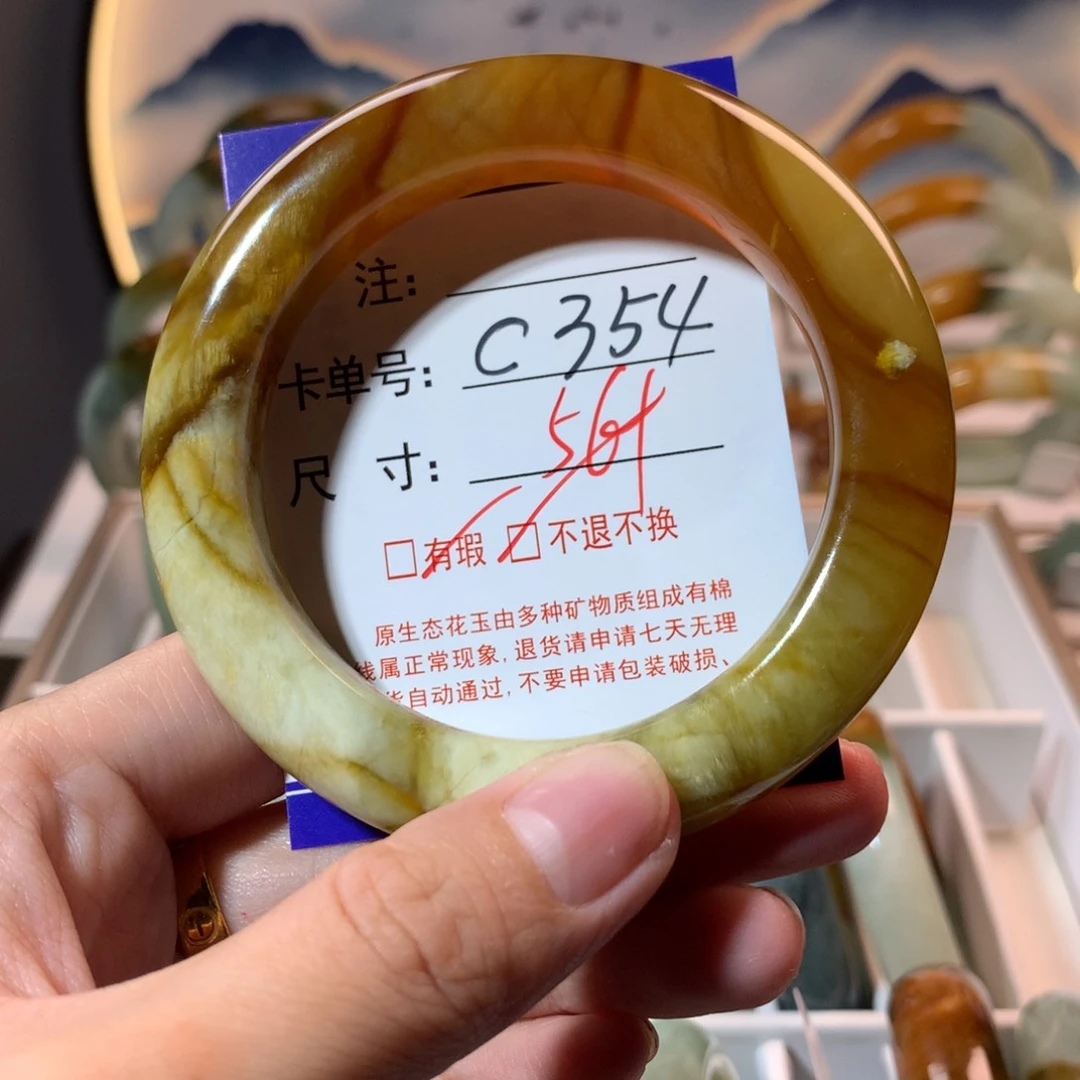 注：
卡单号： C354
尺 寸： 561
□有瑕 □不退不换
原生态花玉由多种矿物质组成有棉
线属正常现象,退货请申请七天无理
货自动通过,不要申请包装破损、